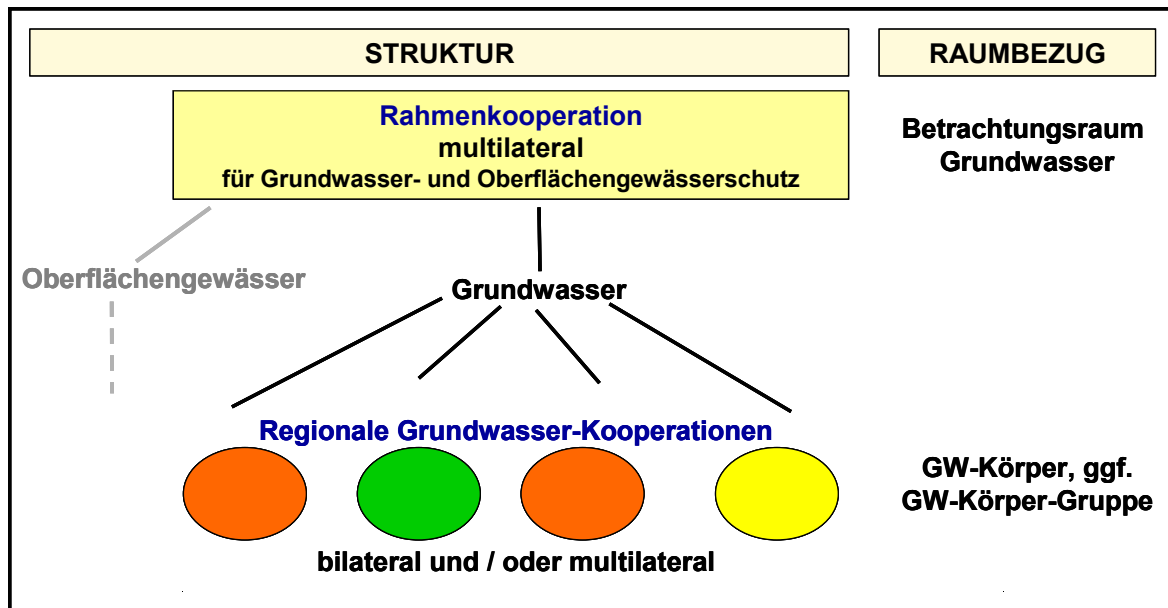 STRUKTUR
RAUMBEZUG
Rahmenkooperation
multilateral
für Grundwasser- und Oberflächengewässerschutz
Betrachtungsraum
Grundwasser
Oberflächengewässer
Grundwasser
Regionale Grundwasser-Kooperationen
GW-Körper, ggf.
GW-Körper-Gruppe
bilateral und / oder multilateral